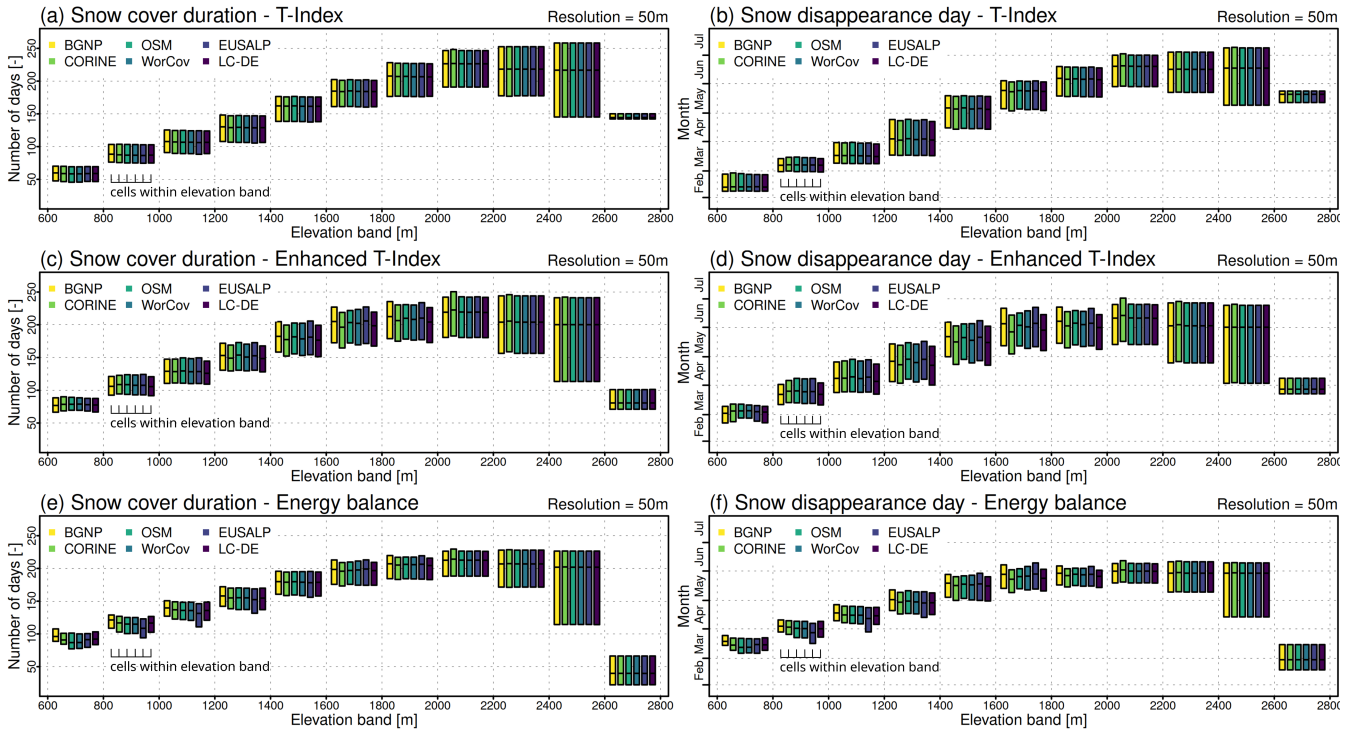 (a) Snow cover duration - T-Index Resolution = 50m
BGNP OSM EUSALP
CORINE WorCov LC-DE
Number of days [-]
50 100 150 200 250
cells within elevation band
600 800 1000 1200 1400 1600 1800 2000 2200 2400 2600 2800
Elevation band [m]
(b) Snow disappearance day - T-Index Resolution = 50m
BGNP OSM EUSALP
CORINE WorCov LC-DE
Month
Feb Mar Apr May Jun Jul
cells within elevation band
600 800 1000 1200 1400 1600 1800 2000 2200 2400 2600 2800
Elevation band [m]
(c) Snow cover duration - Enhanced T-Index Resolution = 50m
BGNP OSM EUSALP
CORINE WorCov LC-DE
Number of days [-]
50 100 150 200 250
cells within elevation band
600 800 1000 1200 1400 1600 1800 2000 2200 2400 2600 2800
Elevation band [m]
(d) Snow disappearance day - Enhanced T-Index Resolution = 50m
BGNP OSM EUSALP
CORINE WorCov LC-DE
Month
Feb Mar Apr May Jun Jul
cells within elevation band
600 800 1000 1200 1400 1600 1800 2000 2200 2400 2600 2800
Elevation band [m]
(e) Snow cover duration - Energy balance Resolution = 50m
BGNP OSM EUSALP
CORINE WorCov LC-DE
Number of days [-]
50 100 150 200 250
cells within elevation band
600 800 1000 1200 1400 1600 1800 2000 2200 2400 2600 2800
Elevation band [m]
(f) Snow disappearance day - Energy balance Resolution = 50m
BGNP OSM EUSALP
CORINE WorCov LC-DE
Month
Feb Mar Apr May Jun Jul
cells within elevation band
600 800 1000 1200 1400 1600 1800 2000 2200 2400 2600 2800
Elevation band [m]